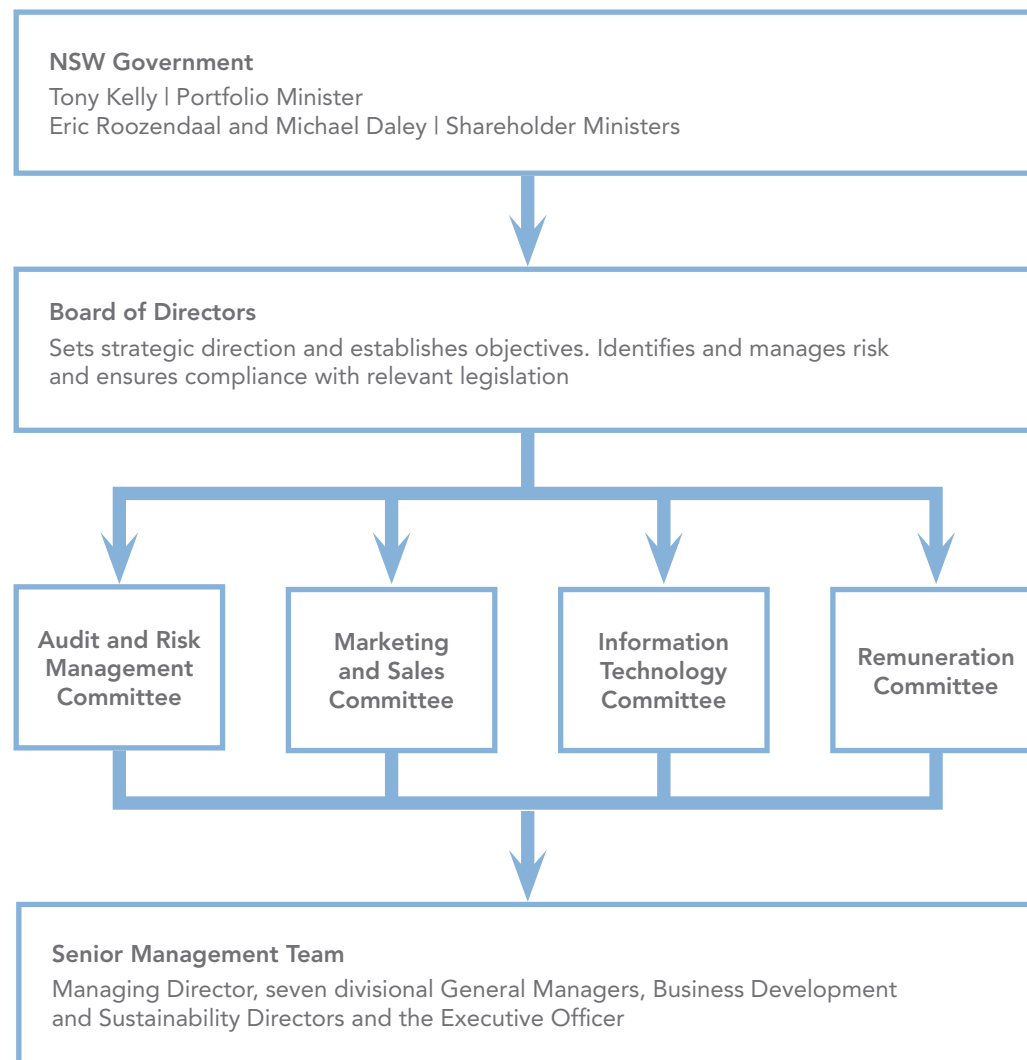 NSW Government
Tony Kelly | Portfolio Minister
Eric Roozendaal and Michael Daley | Shareholder Ministers
Board of Directors
Sets strategic direction and establishes objectives. Identifies and manages risk
and ensures compliance with relevant legislation
Audit and Risk
Management
Committee
Marketing
and Sales
Committee
Information
Technology
Committee
Remuneration
Committee
Senior Management Team
Managing Director, seven divisional General Managers, Business Development
and Sustainability Directors and the Executive Officer